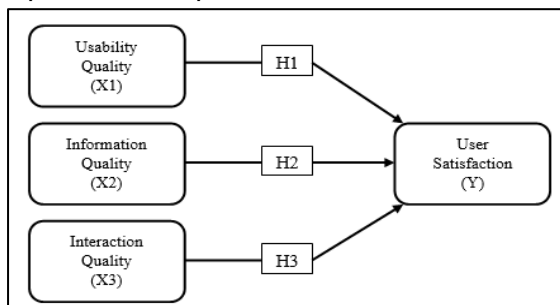 Usability
Quality
(X1)
H1
Information
Quality
(X2)
H2
User
Satisfaction
(Y)
Interaction
Quality
(X3)
H3